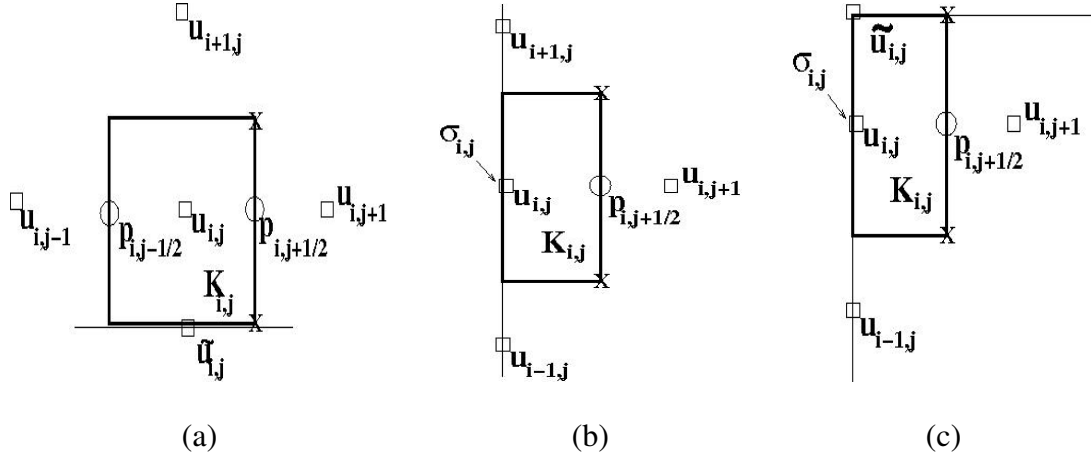 u_{i+1,j}
u_{i,j-1}
p_{i,j-1/2}
u_{i,j}
p_{i,j+1/2}
u_{i,j+1}
K_{i,j}
ũ_{i,j}
X
X
(a)
u_{i+1,j}
X
σ_{i,j}
u_{i,j}
p_{i,j+1/2}
u_{i,j+1}
K_{i,j}
X
u_{i-1,j}
(b)
X
ũ_{i,j}
σ_{i,j}
u_{i,j}
p_{i,j+1/2}
u_{i,j+1}
K_{i,j}
X
u_{i-1,j}
(c)